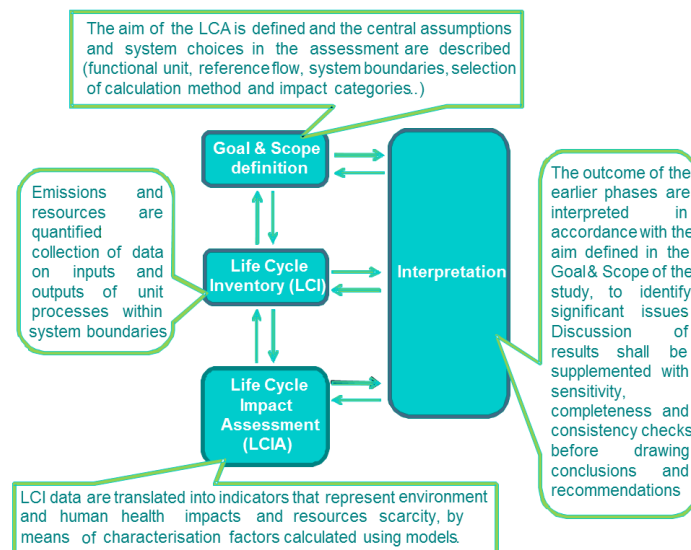 The aim of the LCA is defined and the central assumptions
and system choices in the assessment are described
(functional unit, reference flow, system boundaries, selection
of calculation method and impact categories..)
Goal & Scope
definition
Emissions and
resources are
quantified
collection of data
on inputs and
outputs of unit
processes within
system boundaries
Life Cycle
Inventory (LCI)
Interpretation
The outcome of the
earlier phases are
interpreted in
accordance with the
aim defined in the
Goal & Scope of the
study, to identify
significant issues
Discussion of
results shall be
supplemented with
sensitivity,
completeness and
consistency checks
before drawing
conclusions and
recommendations
Life Cycle
Impact
Assessment
(LCIA)
LCI data are translated into indicators that represent environment
and human health impacts and resources scarcity, by
means of characterisation factors calculated using models.